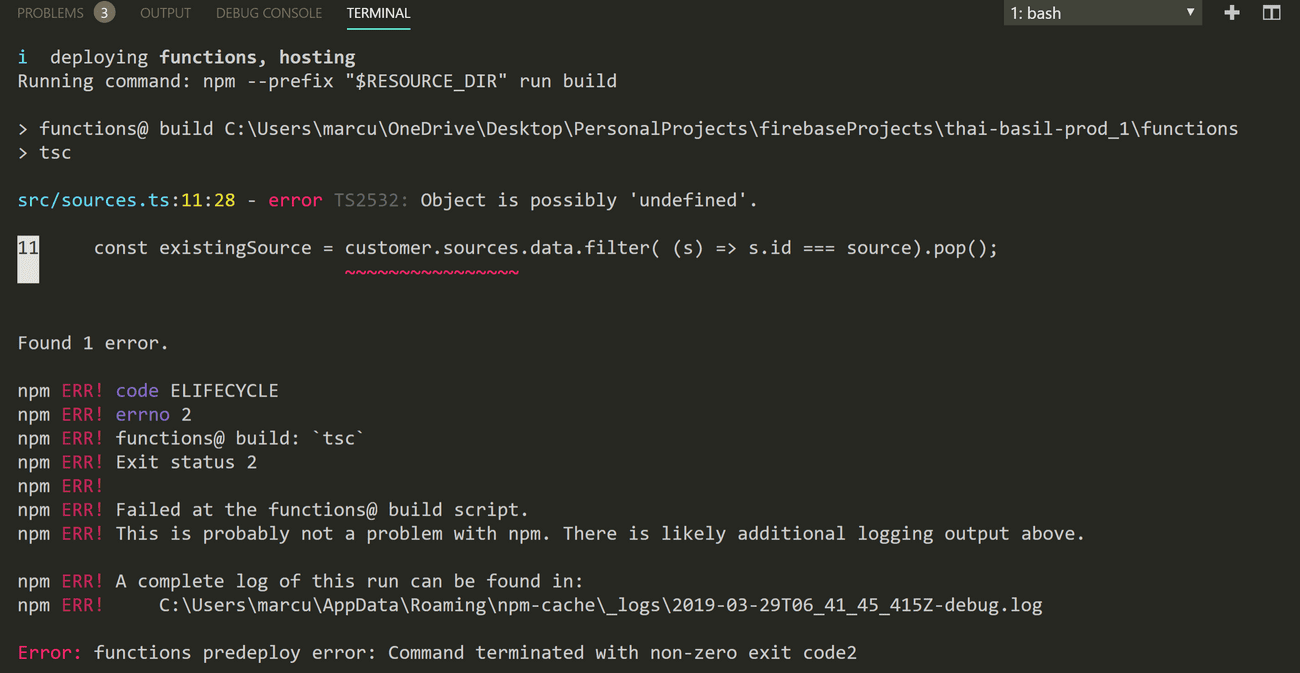 PROBLEMS 3 OUTPUT DEBUG CONSOLE TERMINAL 1: bash
i deploying functions, hosting
Running command: npm --prefix "$RESOURCE_DIR" run build
> functions@ build C:\Users\marcu\OneDrive\Desktop\PersonalProjects\firebaseProjects\thai-basil-prod_1\functions
> tsc
src/sources.ts:11:28 - error TS2532: Object is possibly 'undefined'.
11 const existingSource = customer.sources.data.filter( (s) => s.id === source).pop();
~~~~~~~~~~~~~~~~
Found 1 error.
npm ERR! code ELIFECYCLE
npm ERR! errno 2
npm ERR! functions@ build: `tsc`
npm ERR! Exit status 2
npm ERR!
npm ERR! Failed at the functions@ build script.
npm ERR! This is probably not a problem with npm. There is likely additional logging output above.
npm ERR! A complete log of this run can be found in:
npm ERR! C:\Users\marcu\AppData\Roaming\npm-cache\_logs\2019-03-29T06_41_45_415Z-debug.log
Error: functions predeploy error: Command terminated with non-zero exit code2